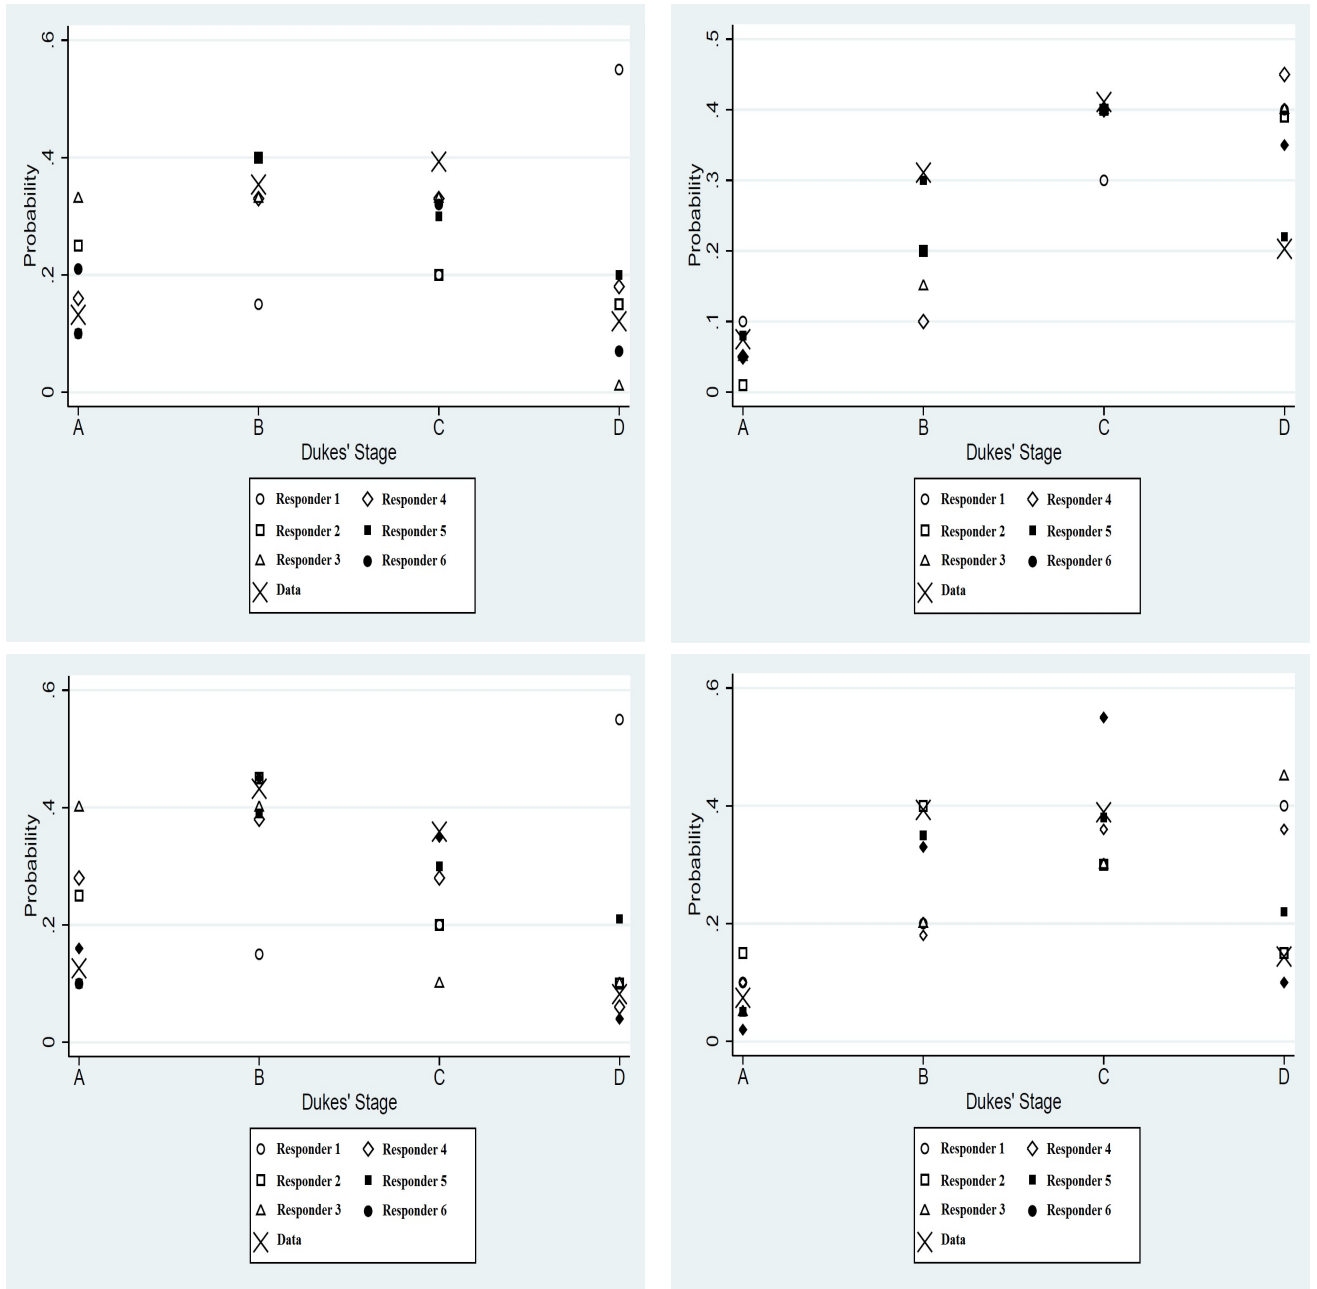 .6
.4
.2
0
Probability
A B C D
Dukes' Stage
Responder 1 Responder 4
Responder 2 Responder 5
Responder 3 Responder 6
Data
.5
.4
.3
.2
.1
0
Probability
A B C D
Dukes' Stage
Responder 1 Responder 4
Responder 2 Responder 5
Responder 3 Responder 6
Data
.6
.4
.2
0
Probability
A B C D
Dukes' Stage
Responder 1 Responder 4
Responder 2 Responder 5
Responder 3 Responder 6
Data
.6
.4
.2
0
Probability
A B C D
Dukes' Stage
Responder 1 Responder 4
Responder 2 Responder 5
Responder 3 Responder 6
Data